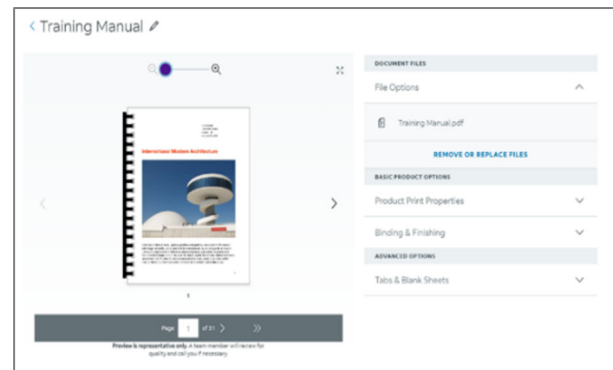 Training Manual
International Modern Architecture
1
Page 1 of 31
Preview is representative only. A team member will review for
quality and call you if necessary
DOCUMENT FILES
File Options
Training Manual.pdf
REMOVE OR REPLACE FILES
BASIC PRODUCT OPTIONS
Product Print Properties
Binding & Finishing
ADVANCED OPTIONS
Tabs & Blank Sheets